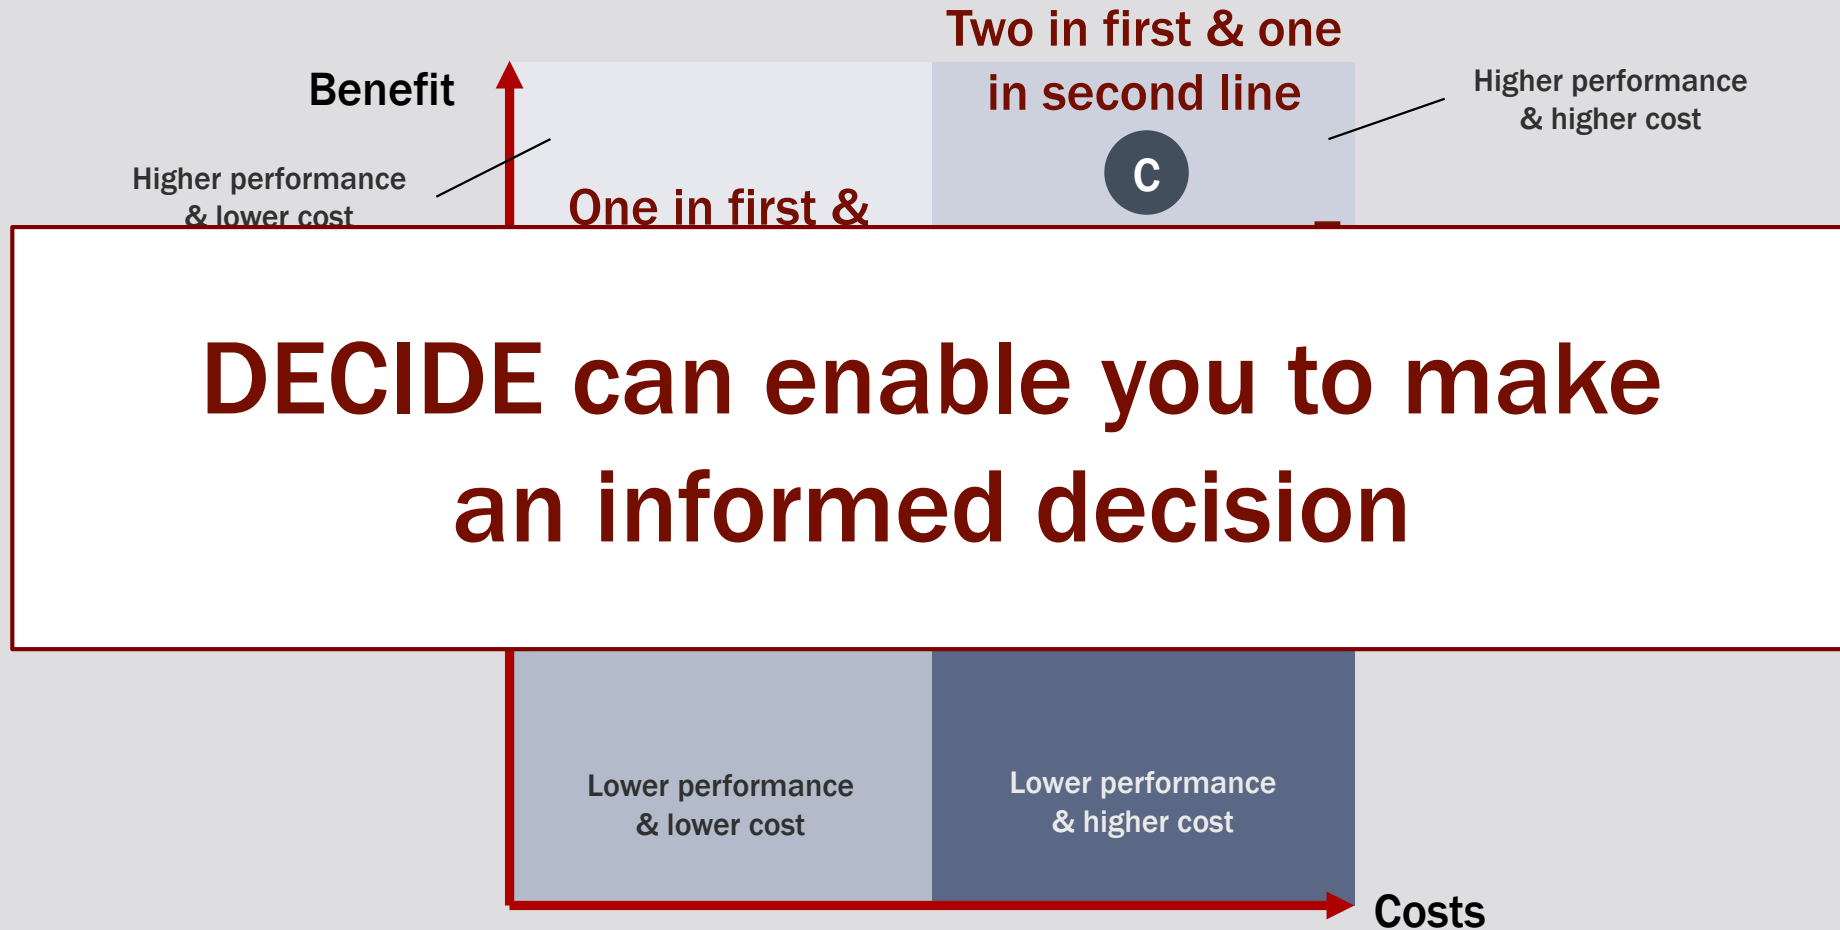 Two in first & one
in second line
Benefit
Higher performance
& higher cost
C
Higher performance
& lower cost
One in first &
DECIDE can enable you to make
an informed decision
Lower performance
& lower cost
Lower performance
& higher cost
Costs